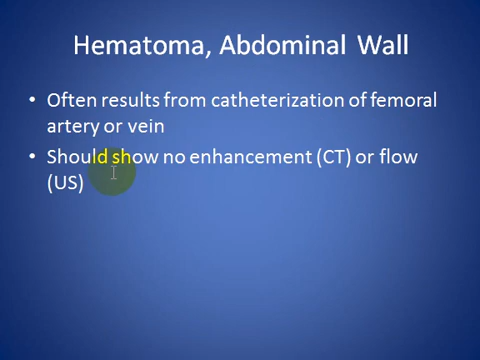 Hematoma, Abdominal Wall
• Often results from catheterization of femoral
artery or vein
• Should show no enhancement (CT) or flow
(US)